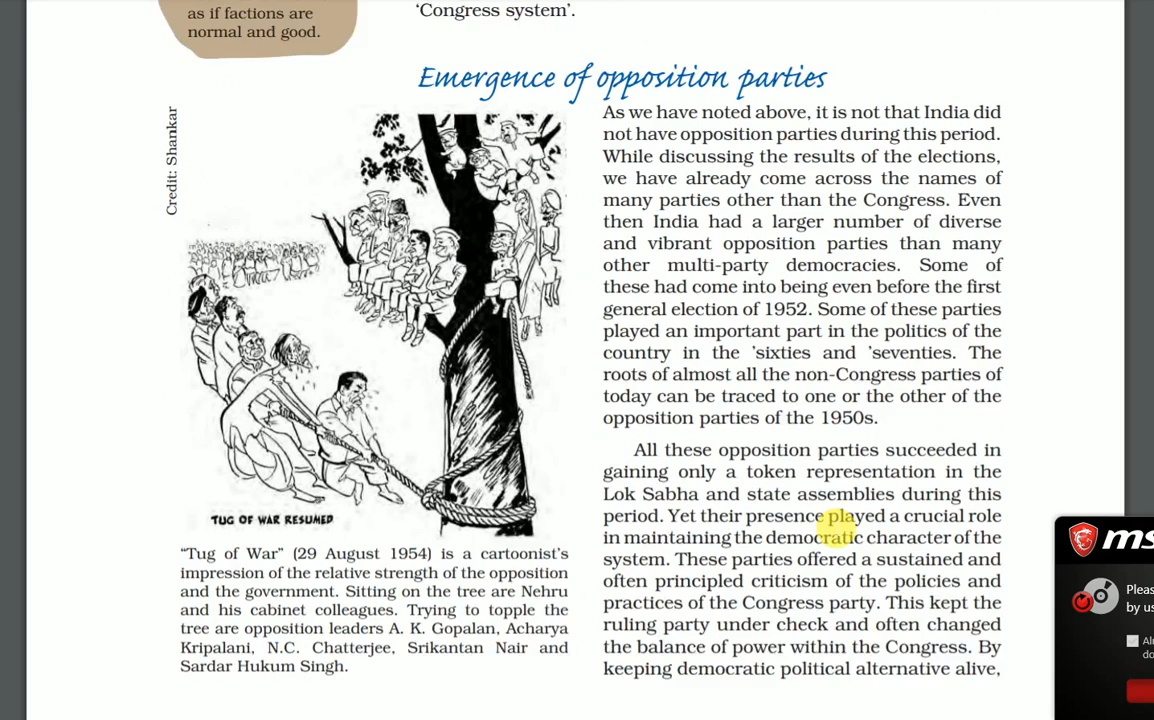 as if factions are
normal and good.
‘Congress system’.
Emergence of opposition parties
Credit: Shankar
TUG OF WAR RESUMED
“Tug of War” (29 August 1954) is a cartoonist’s
impression of the relative strength of the opposition
and the government. Sitting on the tree are Nehru
and his cabinet colleagues. Trying to topple the
tree are opposition leaders A. K. Gopalan, Acharya
Kripalani, N.C. Chatterjee, Srikantan Nair and
Sardar Hukum Singh.
As we have noted above, it is not that India did
not have opposition parties during this period.
While discussing the results of the elections,
we have already come across the names of
many parties other than the Congress. Even
then India had a larger number of diverse
and vibrant opposition parties than many
other multi-party democracies. Some of
these had come into being even before the first
general election of 1952. Some of these parties
played an important part in the politics of the
country in the ’sixties and ’seventies. The
roots of almost all the non-Congress parties of
today can be traced to one or the other of the
opposition parties of the 1950s.
All these opposition parties succeeded in
gaining only a token representation in the
Lok Sabha and state assemblies during this
period. Yet their presence played a crucial role
in maintaining the democratic character of the
system. These parties offered a sustained and
often principled criticism of the policies and
practices of the Congress party. This kept the
ruling party under check and often changed
the balance of power within the Congress. By
keeping democratic political alternative alive,
ms
Pleas
by us
Al
do